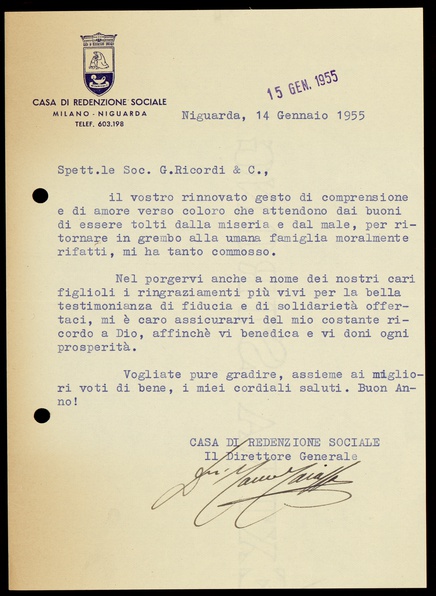 CASA DI REDENZIONE SOCIALE
MILANO - NIGUARDA
TELEF. 603.198
15 GEN. 1955
Niguarda, 14 Gennaio 1955
Spett.le Soc. G.Ricordi & C.,
il vostro rinnovato gesto di comprensione
e di amore verso coloro che attendono dai buoni
di essere tolti dalla miseria e dal male, per ri-
tornare in grembo alla umana famiglia moralmente
rifatti, mi ha tanto commosso.
Nel porgervi anche a nome dei nostri cari
figlioli i ringraziamenti più vivi per la bella
testimonianza di fiducia e di solidarietà offer-
taci, mi è caro assicurarvi del mio costante ri-
cordo a Dio, affinchè vi benedica e vi doni ogni
prosperità.
Vogliate pure gradire, assieme ai miglio-
ri voti di bene, i miei cordiali saluti. Buon An-
no!
CASA DI REDENZIONE SOCIALE
Il Direttore Generale